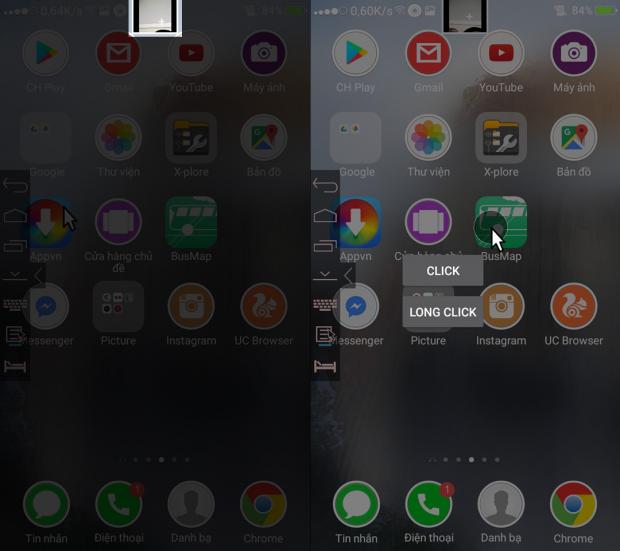 0,64K/s 84%
CH Play Gmail YouTube Máy ảnh
Google Thư viện X-plore Bản đồ
Appvn Cửa hàng chủ đề BusMap
Messenger Picture Instagram UC Browser
1
Tin nhắn Điện thoại Danh bạ Chrome
0,60K/s 84%
CH Play Gmail YouTube Máy ảnh
Google Thư viện X-plore Bản đồ
Appvn Cửa hàng chủ BusMap
CLICK
LONG CLICK
Messenger Picture Instagram UC Browser
1
Tin nhắn Điện thoại Danh bạ Chrome